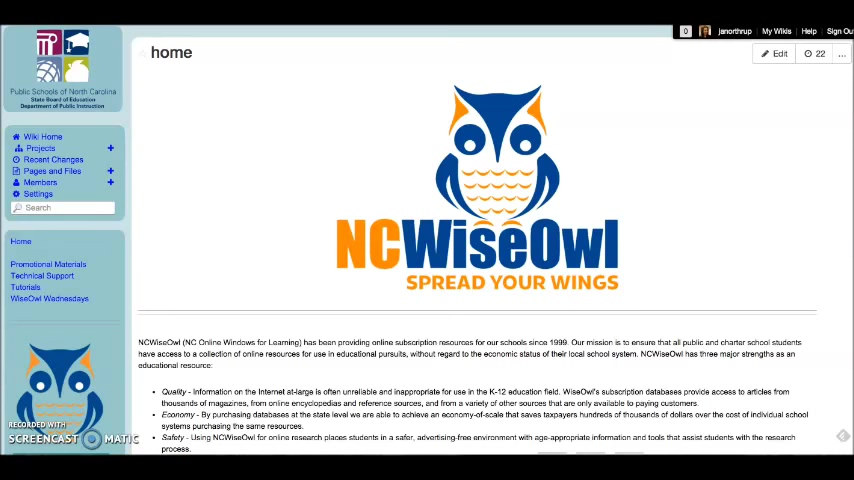 0 janorthrup My Wikis Help Sign Out
Public Schools of North Carolina
State Board of Education
Department of Public Instruction
home
Edit 22 ...
Wiki Home
Projects +
Recent Changes
Pages and Files +
Members +
Settings
Search
Home
Promotional Materials
Technical Support
Tutorials
WiseOwl Wednesdays
RECORDED WITH
SCREENCAST MATIC
NCWiseOwl
SPREAD YOUR WINGS
NCWiseOwl (NC Online Windows for Learning) has been providing online subscription resources for our schools since 1999. Our mission is to ensure that all public and charter school students
have access to a collection of online resources for use in educational pursuits, without regard to the economic status of their local school system. NCWiseOwl has three major strengths as an
educational resource:
• Quality - Information on the Internet at-large is often unreliable and inappropriate for use in the K-12 education field. WiseOwl's subscription databases provide access to articles from
thousands of magazines, from online encyclopedias and reference sources, and from a variety of other sources that are only available to paying customers.
• Economy - By purchasing databases at the state level we are able to achieve an economy-of-scale that saves taxpayers hundreds of thousands of dollars over the cost of individual school
systems purchasing the same resources.
• Safety - Using NCWiseOwl for online research places students in a safer, advertising-free environment with age-appropriate information and tools that assist students with the research
process.